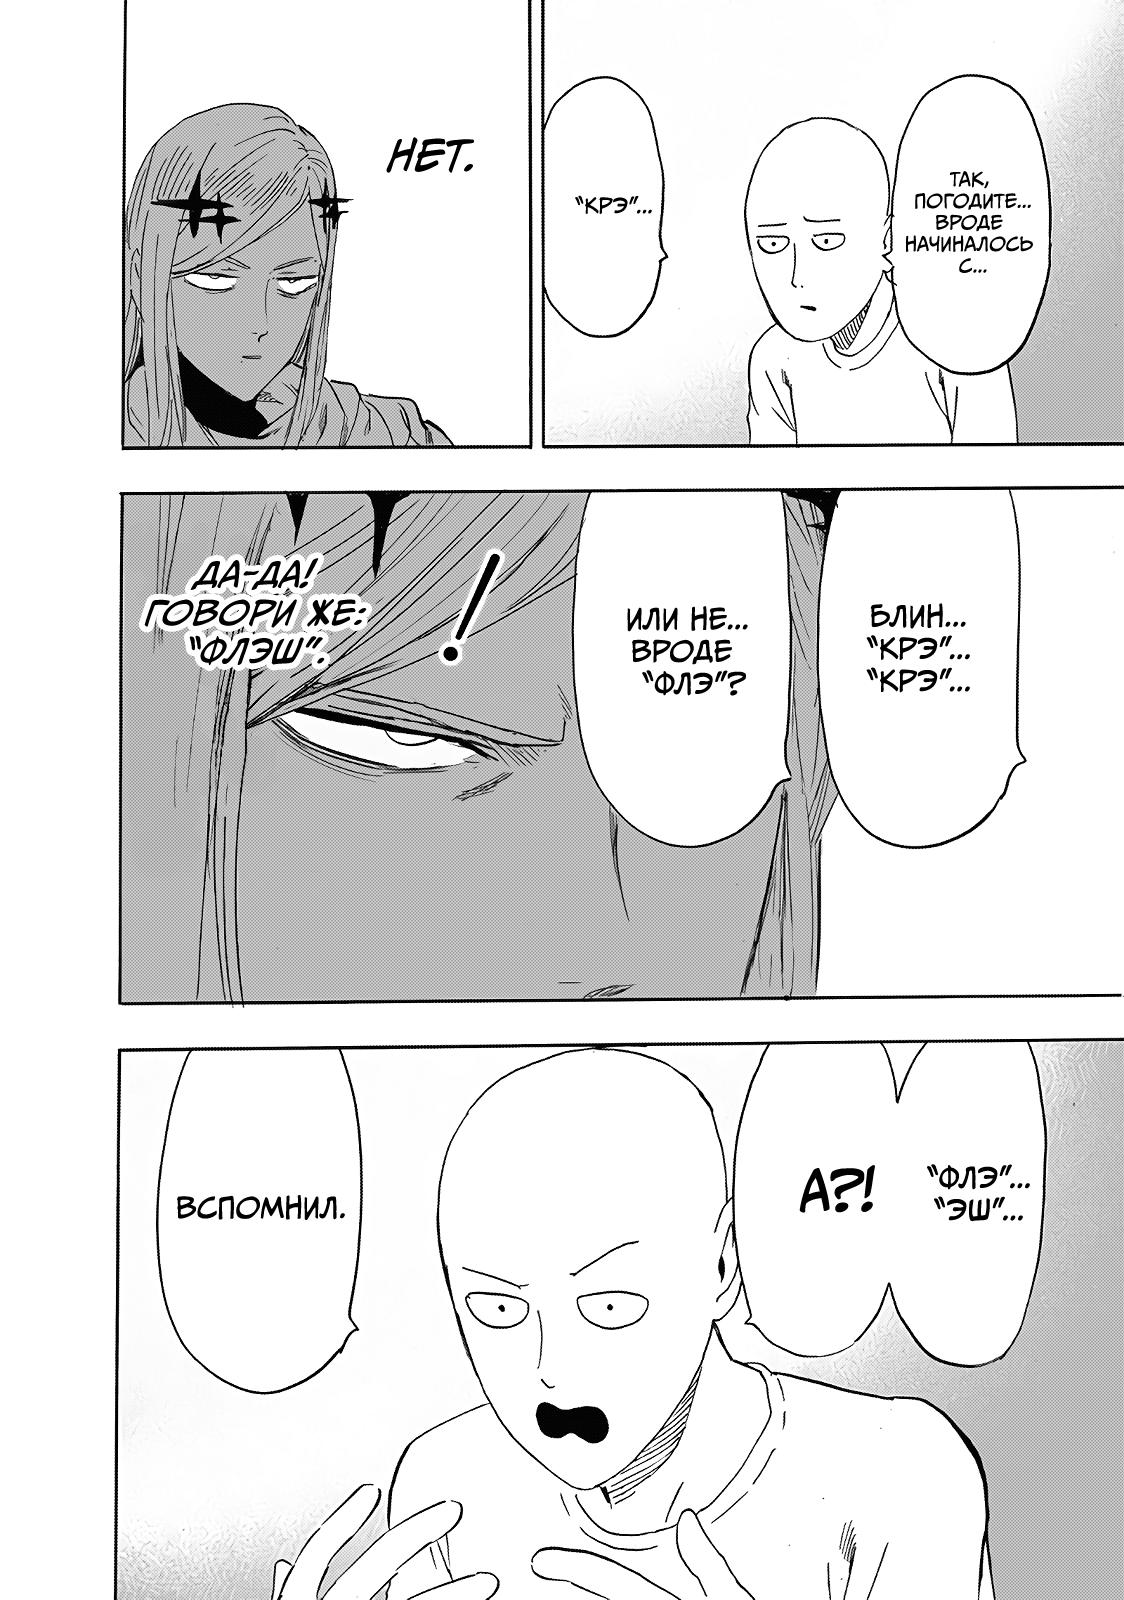 ТАК,
ПОГОДИТЕ...
ВРОДЕ
НАЧИНАЛОСЬ
С...
“КРЭ”...
НЕТ.
БЛИН...
“КРЭ”...
“КРЭ”...
ИЛИ НЕ...
ВРОДЕ
“ФЛЭ”?
!
ДА-ДА!
ГОВОРИ ЖЕ:
“ФЛЭШ”.
“ФЛЭ”...
“ЭШ”...
А?!
ВСПОМНИЛ.